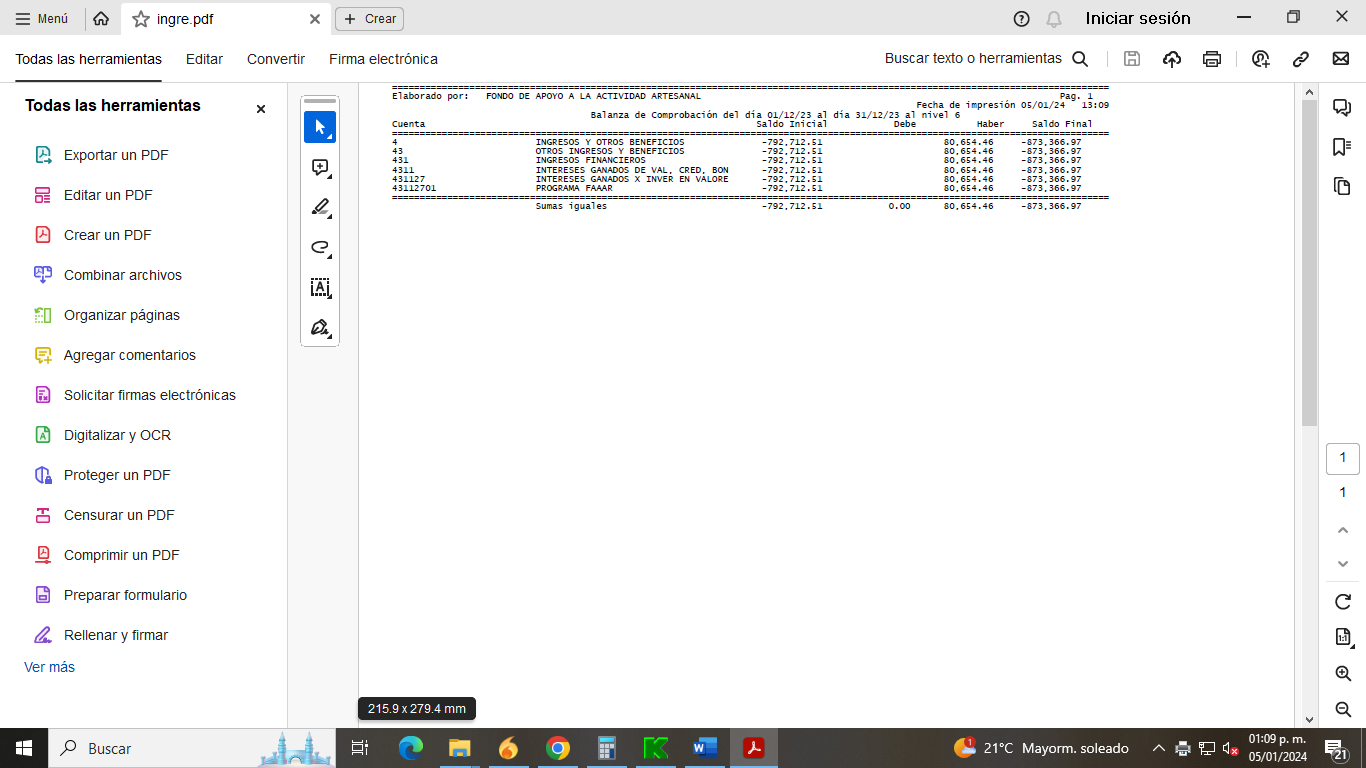 Menú
ingre.pdf
Crear
Iniciar sesión
Todas las herramientas Editar Convertir Firma electrónica
Buscar texto o herramientas
Todas las herramientas
Exportar un PDF
Editar un PDF
Crear un PDF
Combinar archivos
Organizar páginas
Agregar comentarios
Solicitar firmas electrónicas
Digitalizar y OCR
Proteger un PDF
Censurar un PDF
Comprimir un PDF
Preparar formulario
Rellenar y firmar
Ver más
Elaborado por: FONDO DE APOYO A LA ACTIVIDAD ARTESANAL Pag. 1
Fecha de impresión 05/01/24 13:09
Balanza de Comprobación del día 01/12/23 al día 31/12/23 al nivel 6
Cuenta Saldo Inicial Debe Haber Saldo Final
4 INGRESOS Y OTROS BENEFICIOS -792,712.51 80,654.46 -873,366.97
43 OTROS INGRESOS Y BENEFICIOS -792,712.51 80,654.46 -873,366.97
431 INGRESOS FINANCIEROS -792,712.51 80,654.46 -873,366.97
4311 INTERESES GANADOS DE VAL, CRED, BON -792,712.51 80,654.46 -873,366.97
431127 INTERESES GANADOS X INVER EN VALORE -792,712.51 80,654.46 -873,366.97
43112701 PROGRAMA FAAAR -792,712.51 80,654.46 -873,366.97
Sumas iguales -792,712.51 0.00 80,654.46 -873,366.97
1
1
215.9 x 279.4 mm
Buscar
21°C Mayorm. soleado
01:09 p. m.
05/01/2024
21